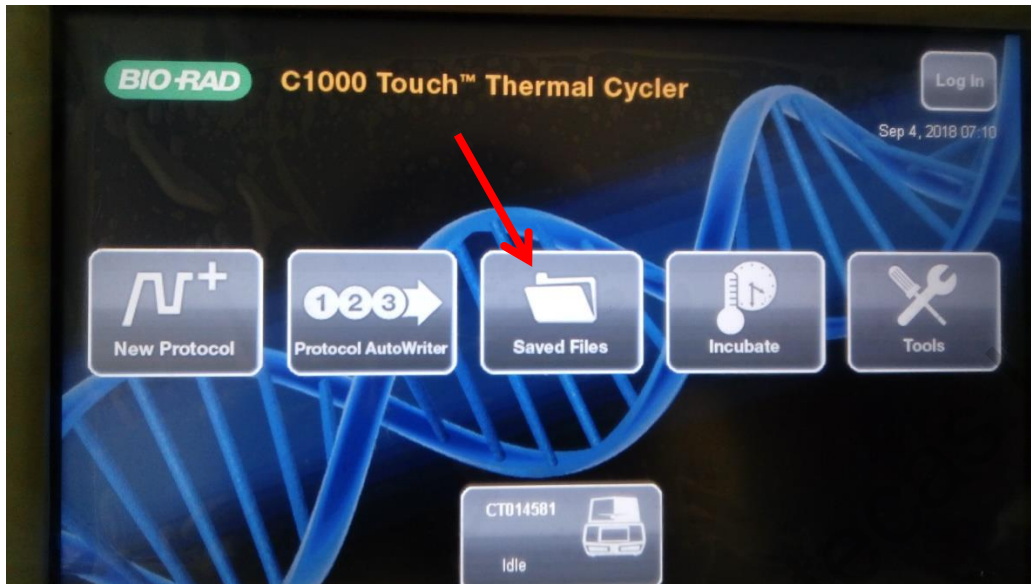 BIO-RAD
C1000 Touch™ Thermal Cycler
Log In
Sep 4, 2018 07:10
New Protocol
Protocol AutoWriter
123
Saved Files
Incubate
Tools
CT014581
Idle